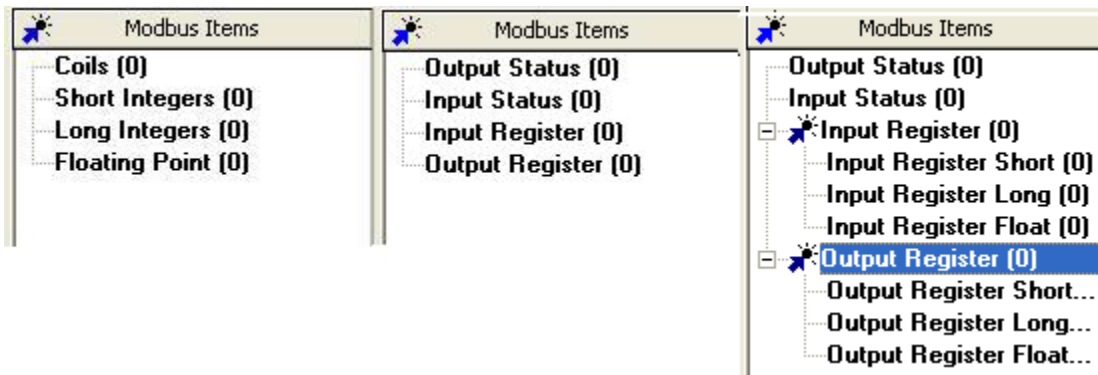 Modbus Items
Coils (0)
Short Integers (0)
Long Integers (0)
Floating Point (0)
Modbus Items
Output Status (0)
Input Status (0)
Input Register (0)
Output Register (0)
Modbus Items
Output Status (0)
Input Status (0)
Input Register (0)
Input Register Short (0)
Input Register Long (0)
Input Register Float (0)
Output Register (0)
Output Register Short...
Output Register Long...
Output Register Float...